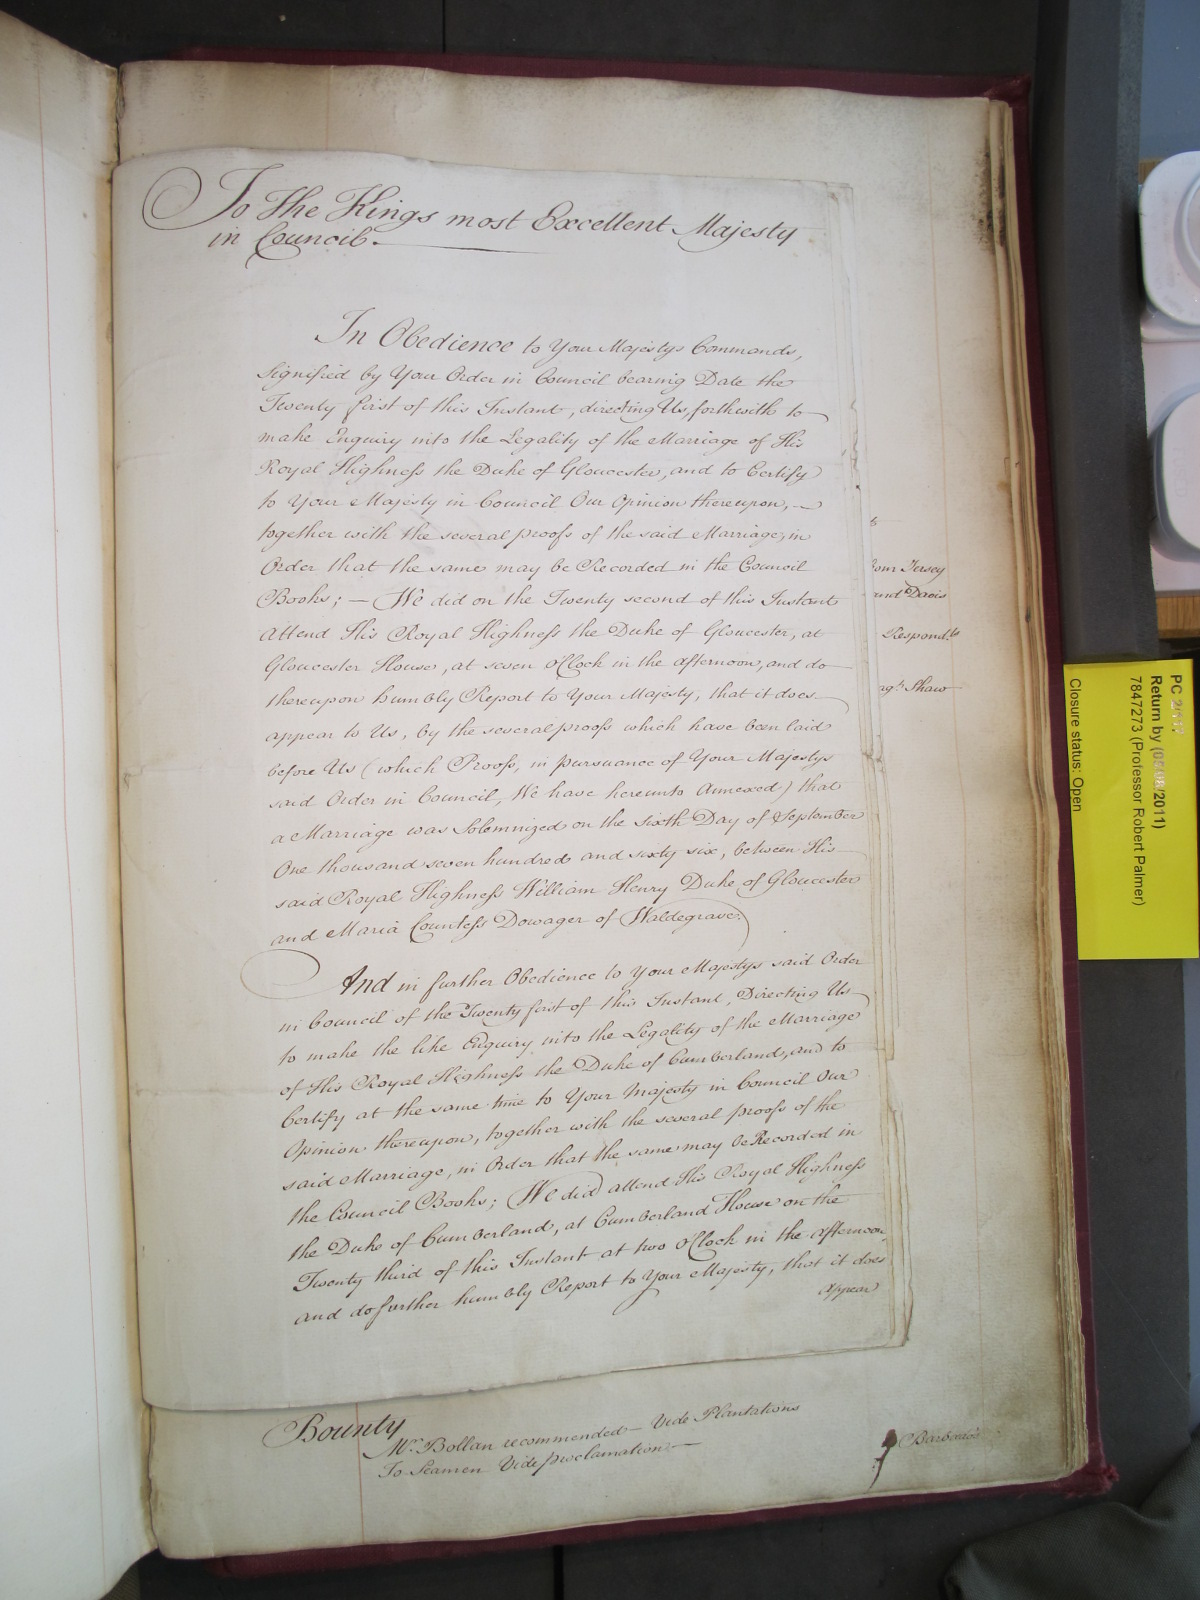 To The Kings most Excellent Majesty
in Council.
In Obedience to Your Majestys Commands,
signified by Your Order in Council bearing Date the
Twenty first of this Instant, directing Us, forthwith to
make Enquiry into the Legality of the Marriage of His
Royal Highness the Duke of Gloucester, and to Certify
to Your Majesty in Council Our Opinion thereupon, —
together with the several proofs of the said Marriage, in
Order that the same may be Recorded in the Council
Books; — We did on the Twenty second of this Instant
attend His Royal Highness the Duke of Gloucester, at
Gloucester House, at seven o'Clock in the afternoon, and do
thereupon humbly Report to Your Majesty, that it does
appear to Us, by the several proofs which have been laid
before Us (which Proofs, in pursuance of Your Majestys
said Order in Council, We have hereunto Annexed) that
a Marriage was Solemnized on the sixth Day of September
One thousand seven hundred and sixty six, between His
said Royal Highness William Henry Duke of Gloucester
and Maria Countess Dowager of Waldegrave.
And in further Obedience to Your Majestys said Order
in Council of the Twenty first of this Instant, Directing Us
to make the like Enquiry into the Legality of the Marriage
of His Royal Highness the Duke of Cumberland, and to
Certify at the same time to Your Majesty in Council Our
Opinion thereupon, together with the several proofs of the
said Marriage, in Order that the same may be Recorded in
the Council Books; We did attend His Royal Highness
the Duke of Cumberland, at Cumberland House on the
Twenty third of this Instant at two o'Clock in the afternoon,
and do further humbly Report to Your Majesty, that it does
appear
Jersey
and Davis
Respond.ts
Shaw
Bounty
Mr. Bollan recommended — Vide Plantations
To Seamen Vide proclamation —
Barbados
PC 2/117
Return by (05/08/2011)
7847273 (Professor Robert Palmer)
Closure status: Open